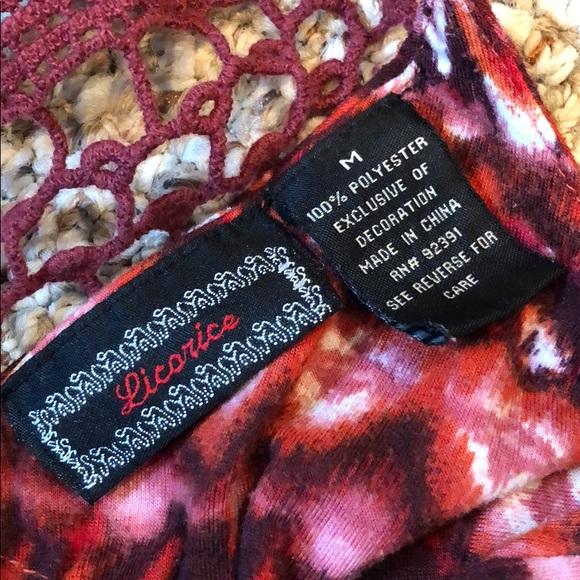 Licorice
M
100% POLYESTER
EXCLUSIVE OF
DECORATION
MADE IN CHINA
RN# 92391
SEE REVERSE FOR
CARE